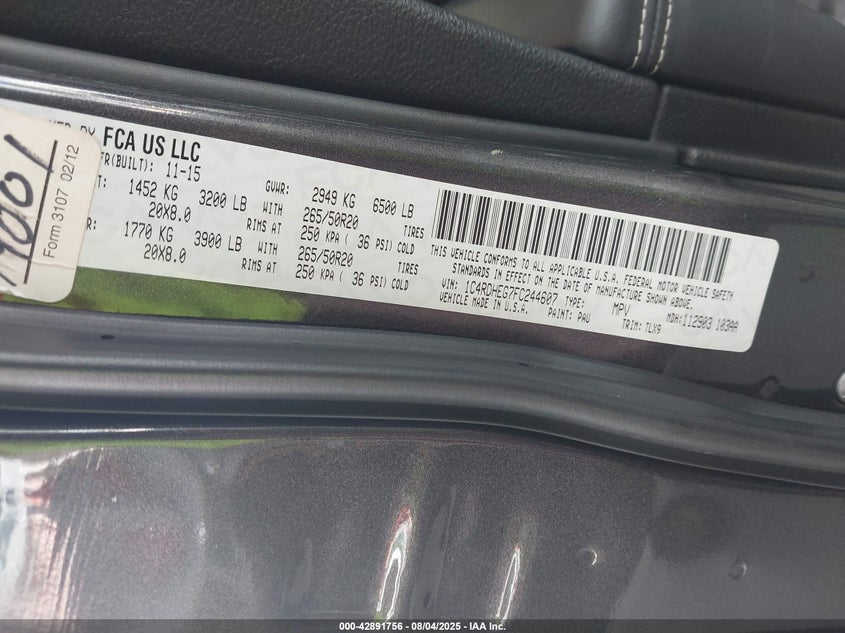 FCA US LLC
FR(BUILT): 11-15
GVWR: 2949 KG 6500 LB
1452 KG 3200 LB WITH 265/50R20 TIRES
20X8.0 RIMS AT 250 KPA ( 36 PSI) COLD
1770 KG 3900 LB WITH 265/50R20 TIRES
20X8.0 RIMS AT 250 KPA ( 36 PSI) COLD
THIS VEHICLE CONFORMS TO ALL APPLICABLE U.S.A. FEDERAL MOTOR VEHICLE SAFETY
STANDARDS IN EFFECT ON THE DATE OF MANUFACTURE SHOWN ABOVE.
VIN: 1C4RDHEG7FC244607 TYPE: MPV MDH: 112903 103AA
VEHICLE MADE IN U.S.A. PAINT: PAU TRIM: TLX9
Form 3107 02/12
000-42891756 - 08/04/2025 - IAA Inc.